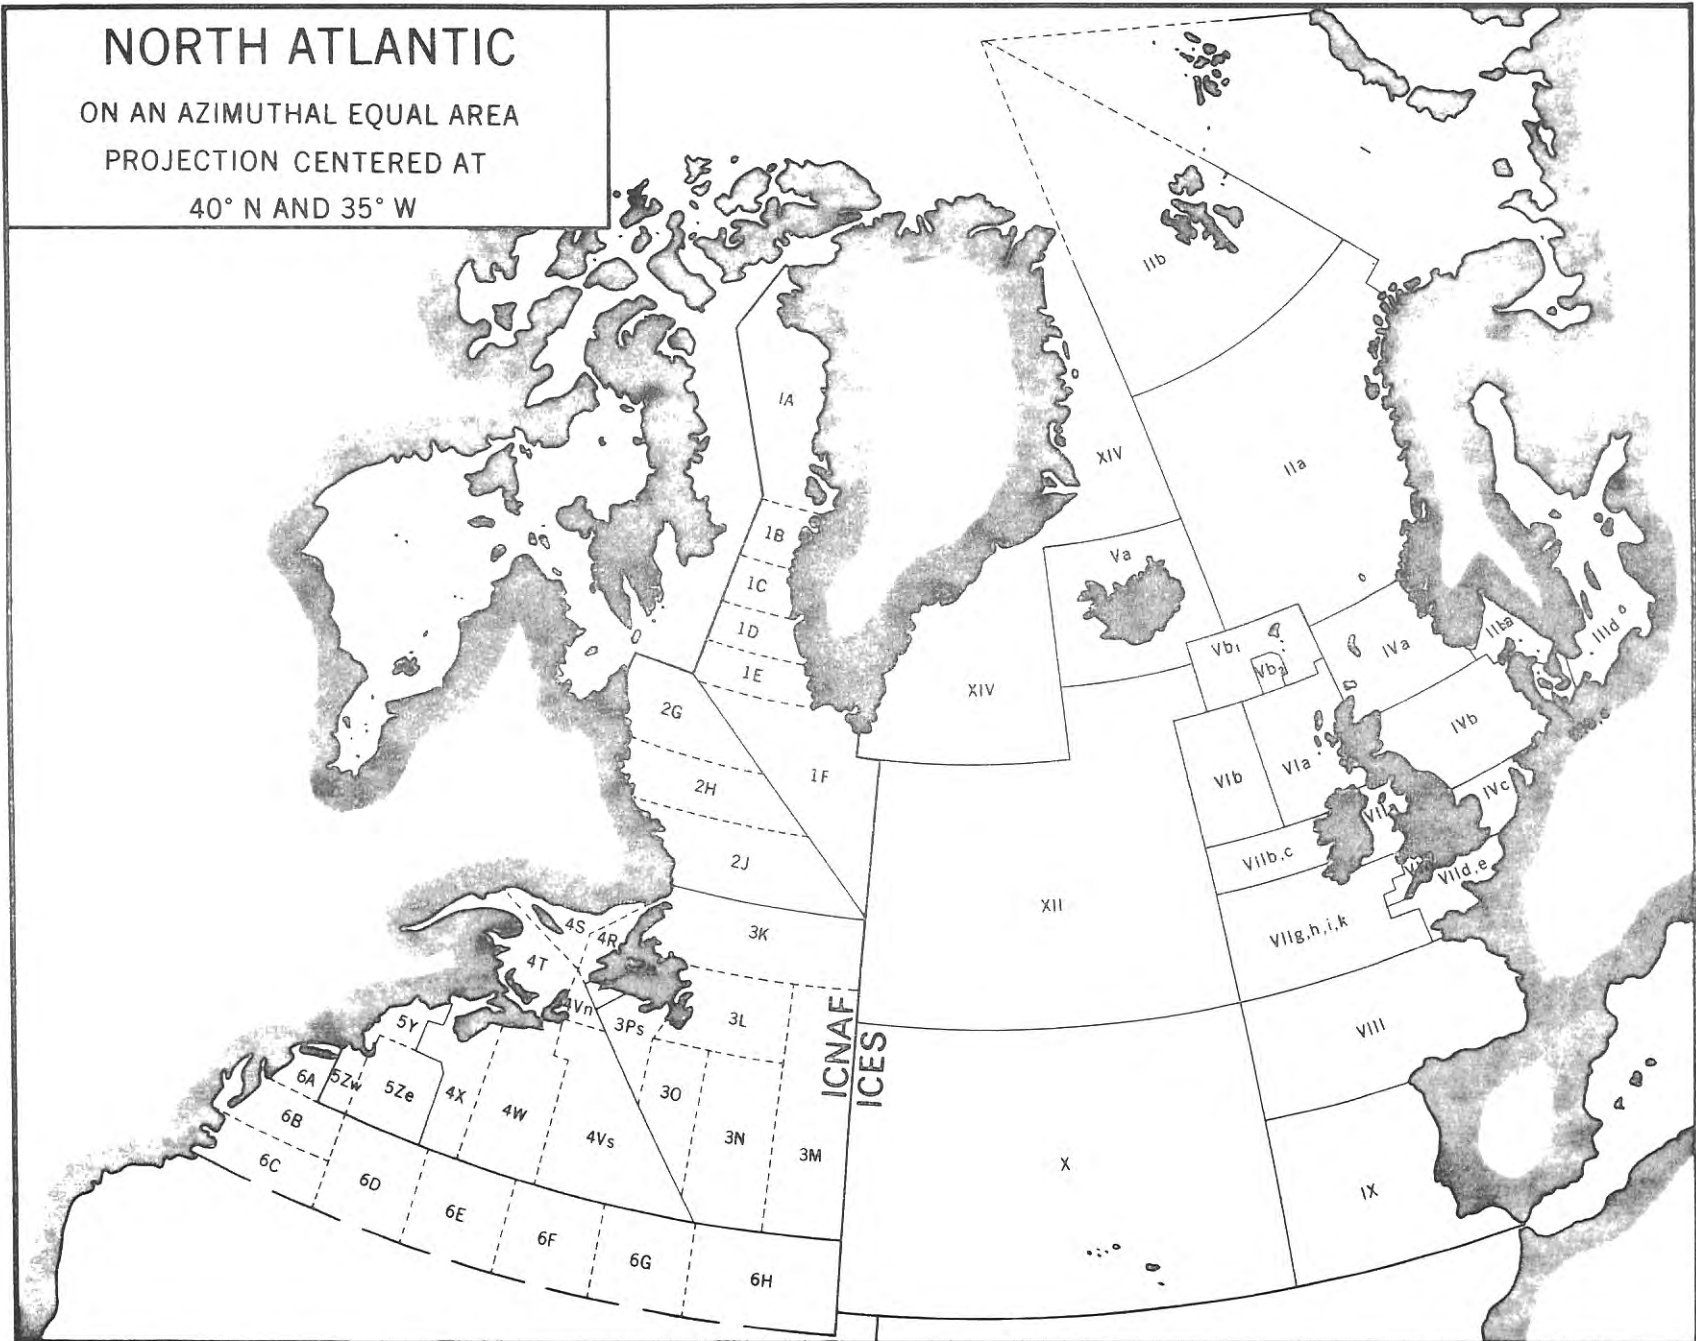 NORTH ATLANTIC
ON AN AZIMUTHAL EQUAL AREA
PROJECTION CENTERED AT
40° N AND 35° W
I
IIb
IA
XIV
IIa
1B
Va
1C
1D
IIId
Vb₁
IVa
1E
Vb₂
XIV
2G
IVb
1F
VIb
VIa
2H
IVc
VIIa
2J
VIIb,c
VIId,e
XII
4S
4R
3K
VIIg,h,i,k
4T
4Vn
3Ps
3L
5Y
VIII
ICNAF
ICES
6A
5Zw
5Ze
4X
4W
3O
6B
4Vs
3N
3M
6C
X
6D
IX
6E
6F
6G
6H